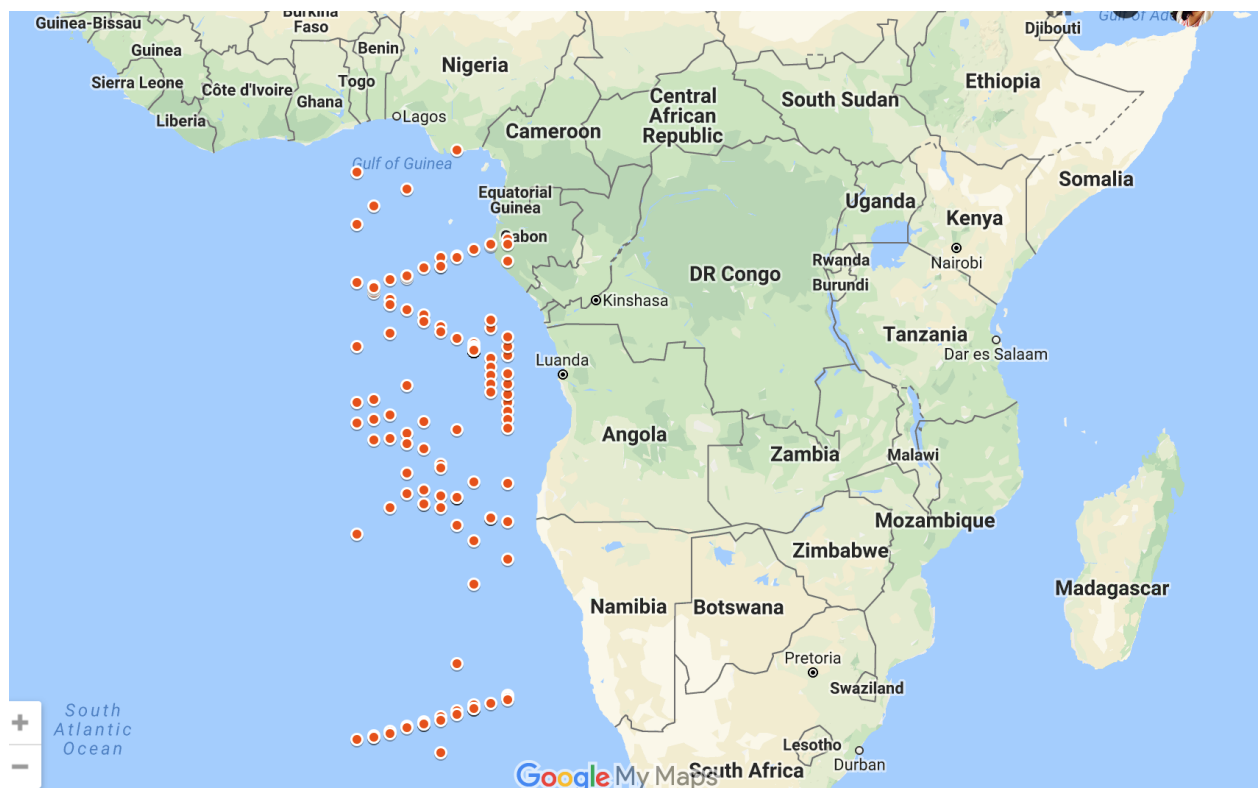 Guinea-Bissau
Burkina
Faso
Gulf of Ade
Djibouti
Guinea
Benin
Nigeria
Ethiopia
Sierra Leone
Côte d'Ivoire
Togo
Ghana
Central
African
Republic
South Sudan
Liberia
Lagos
Cameroon
Gulf of Guinea
Somalia
Equatorial
Guinea
Uganda
Kenya
Gabon
Nairobi
DR Congo
Rwanda
Burundi
Kinshasa
Tanzania
Dar es Salaam
Luanda
Angola
Zambia
Malawi
Mozambique
Zimbabwe
Madagascar
Namibia
Botswana
Pretoria
Swaziland
South
Atlantic
Ocean
+
−
Lesotho
Durban
South Africa
Google My Maps